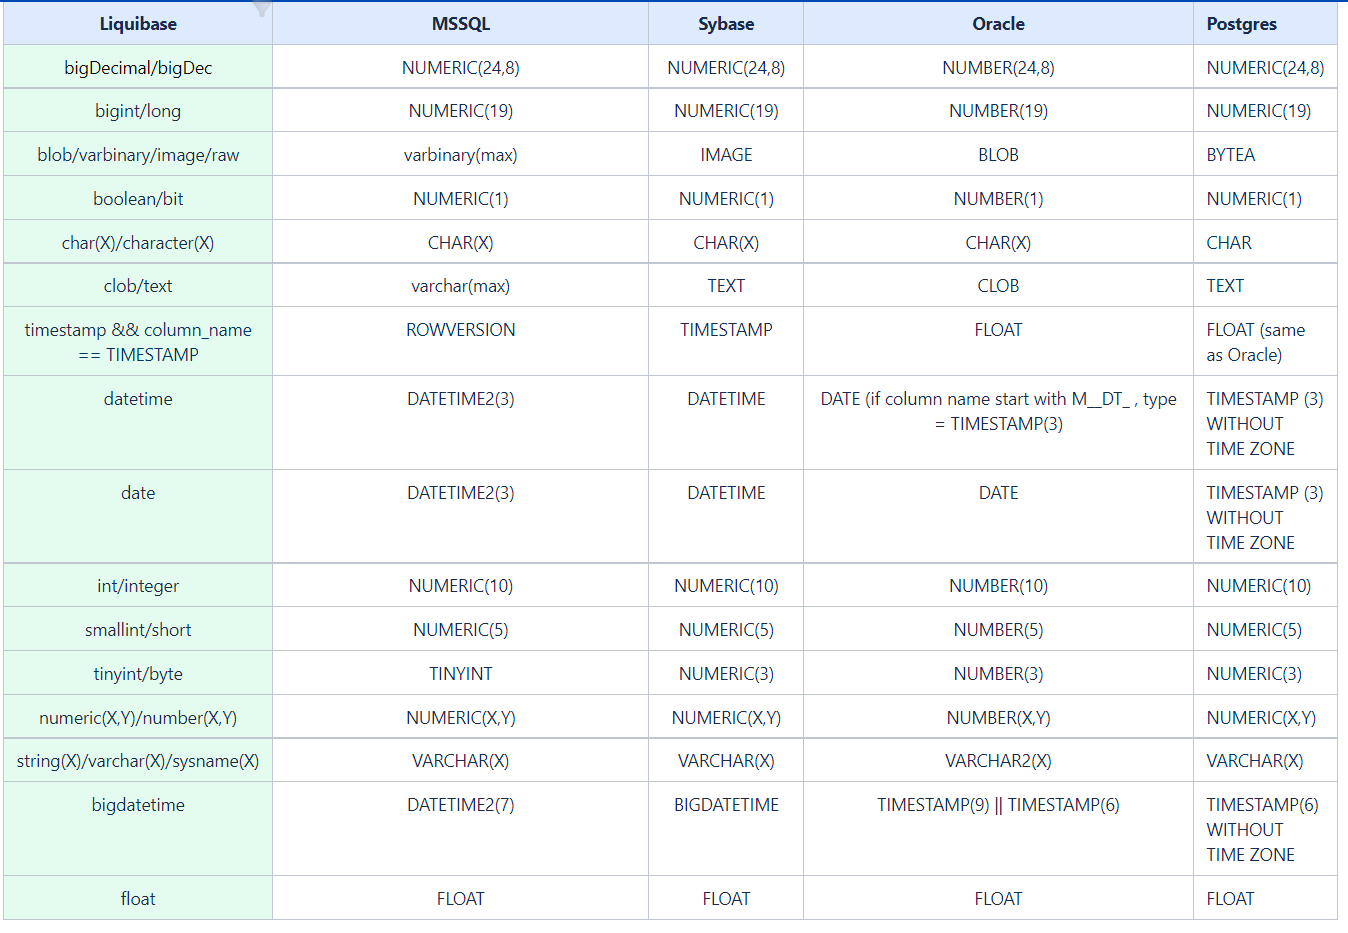 Liquibase MSSQL Sybase Oracle Postgres
bigDecimal/bigDec NUMERIC(24,8) NUMERIC(24,8) NUMBER(24,8) NUMERIC(24,8)
bigint/long NUMERIC(19) NUMERIC(19) NUMBER(19) NUMERIC(19)
blob/varbinary/image/raw varbinary(max) IMAGE BLOB BYTEA
boolean/bit NUMERIC(1) NUMERIC(1) NUMBER(1) NUMERIC(1)
char(X)/character(X) CHAR(X) CHAR(X) CHAR(X) CHAR
clob/text varchar(max) TEXT CLOB TEXT
timestamp && column_name ROWVERSION TIMESTAMP FLOAT FLOAT (same
== TIMESTAMP as Oracle)
datetime DATETIME2(3) DATETIME DATE (if column name start with M__DT_ , type TIMESTAMP (3)
= TIMESTAMP(3) WITHOUT
TIME ZONE
date DATETIME2(3) DATETIME DATE TIMESTAMP (3)
WITHOUT
TIME ZONE
int/integer NUMERIC(10) NUMERIC(10) NUMBER(10) NUMERIC(10)
smallint/short NUMERIC(5) NUMERIC(5) NUMBER(5) NUMERIC(5)
tinyint/byte TINYINT NUMERIC(3) NUMBER(3) NUMERIC(3)
numeric(X,Y)/number(X,Y) NUMERIC(X,Y) NUMERIC(X,Y) NUMBER(X,Y) NUMERIC(X,Y)
string(X)/varchar(X)/sysname(X) VARCHAR(X) VARCHAR(X) VARCHAR2(X) VARCHAR(X)
bigdatetime DATETIME2(7) BIGDATETIME TIMESTAMP(9) || TIMESTAMP(6) TIMESTAMP(6)
WITHOUT
TIME ZONE
float FLOAT FLOAT FLOAT FLOAT